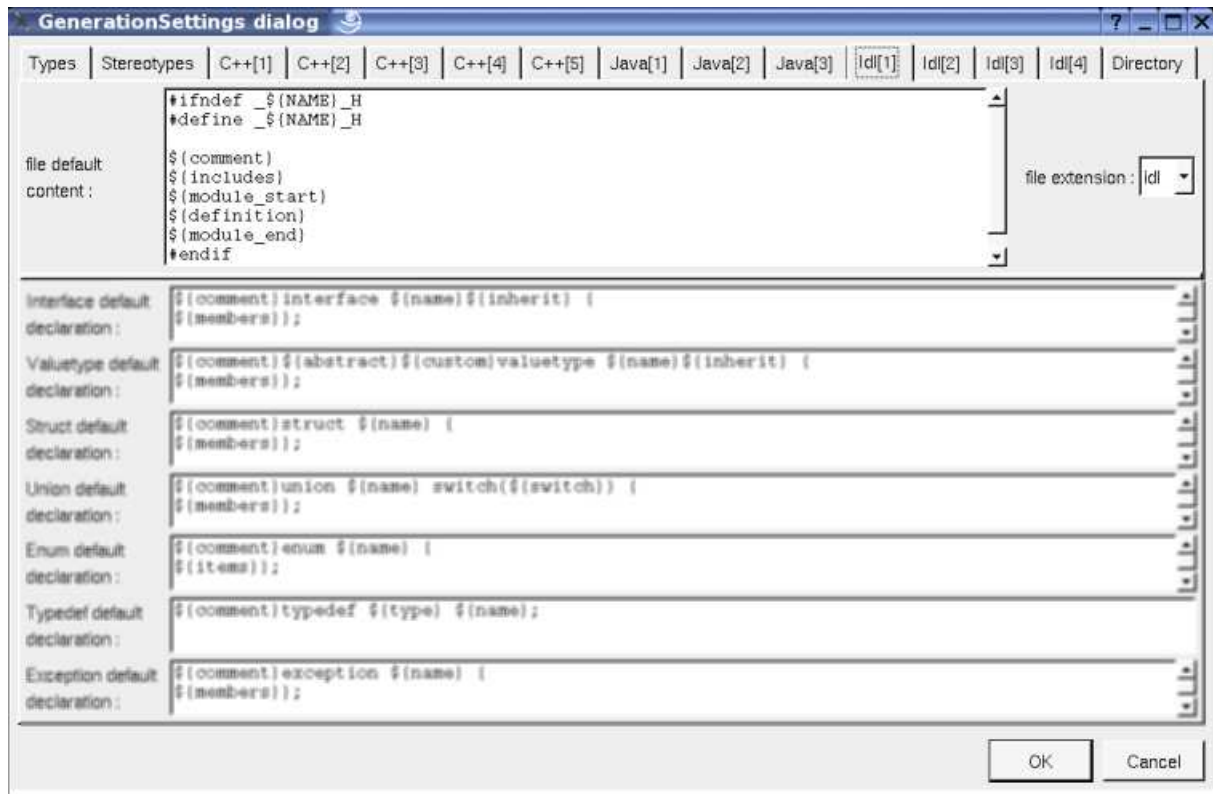 GenerationSettings dialog
Types Stereotypes C++[1] C++[2] C++[3] C++[4] C++[5] Java[1] Java[2] Java[3] Idl[1] Idl[2] Idl[3] Idl[4] Directory
file default
content :
#ifndef _${NAME}_H
#define _${NAME}_H
${comment}
${includes}
${module_start}
${definition}
${module_end}
#endif
file extension : idl
Interface default
declaration :
${comment}interface ${name}${inherit} {
${members}};
Valuetype default
declaration :
${comment}${abstract}${custom}valuetype ${name}${inherit} {
${members}};
Struct default
declaration :
${comment}struct ${name} {
${members}};
Union default
declaration :
${comment}union ${name} switch(${switch}) {
${members}};
Enum default
declaration :
${comment}enum ${name} {
${items}};
Typedef default
declaration :
${comment}typedef ${type} ${name};
Exception default
declaration :
${comment}exception ${name} {
${members}};
OK Cancel